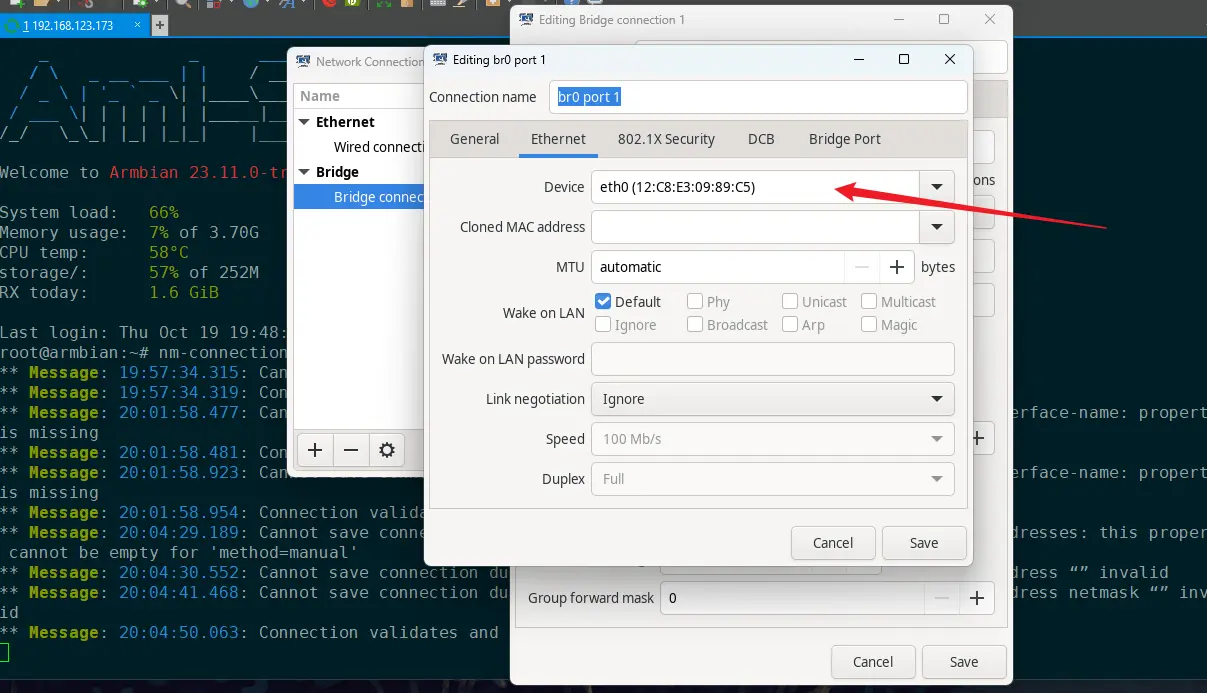 1 192.168.123.173
Welcome to Armbian 23.11.0-tr
System load: 66%
Memory usage: 7% of 3.70G
CPU temp: 58°C
storage/: 57% of 252M
RX today: 1.6 GiB
Last login: Thu Oct 19 19:48:
root@armbian:~# nm-connection
** Message: 19:57:34.315: Can
** Message: 19:57:34.319: Con
** Message: 20:01:58.477: Can
erface-name: propert
is missing
** Message: 20:01:58.481: Con
** Message: 20:01:58.923: Can
erface-name: propert
is missing
** Message: 20:01:58.954: Connection valida
** Message: 20:04:29.189: Cannot save conne
dresses: this proper
cannot be empty for 'method=manual'
** Message: 20:04:30.552: Cannot save connection du
dress “” invalid
** Message: 20:04:41.468: Cannot save connection du
dress netmask “” inv
id
** Message: 20:04:50.063: Connection validates and
Network Connection
Name
Ethernet
Wired connecti
Bridge
Bridge connec
Editing Bridge connection 1
ons
Group forward mask 0
Cancel
Save
Editing br0 port 1
Connection name br0 port 1
General Ethernet 802.1X Security DCB Bridge Port
Device eth0 (12:C8:E3:09:89:C5)
Cloned MAC address
MTU automatic bytes
Wake on LAN
Default Phy Unicast Multicast
Ignore Broadcast Arp Magic
Wake on LAN password
Link negotiation Ignore
Speed 100 Mb/s
Duplex Full
Cancel Save